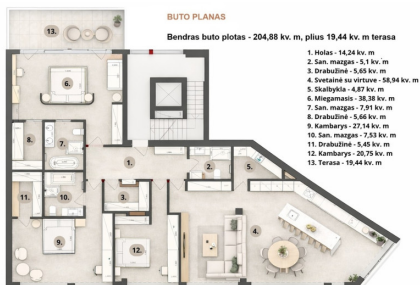 BUTO PLANAS
Bendras buto plotas - 204,88 kv. m, plius 19,44 kv. m terasa
1. Holas - 14,24 kv. m
2. San. mazgas - 5,1 kv. m
3. Drabužinė - 5,65 kv. m
4. Svetainė su virtuve - 58,94 kv. m
5. Skalbykla - 4,87 kv. m
6. Miegamasis - 38,38 kv. m
7. San. mazgas - 7,91 kv. m
8. Drabužinė - 5,66 kv. m
9. Kambarys - 27,14 kv. m
10. San. mazgas - 7,53 kv. m
11. Drabužinė - 5,45 kv. m
12. Kambarys - 20,75 kv. m
13. Terasa - 19,44 kv. m
13.
6.
8.
7.
1.
2.
5.
11.
10.
3.
9.
12.
4.